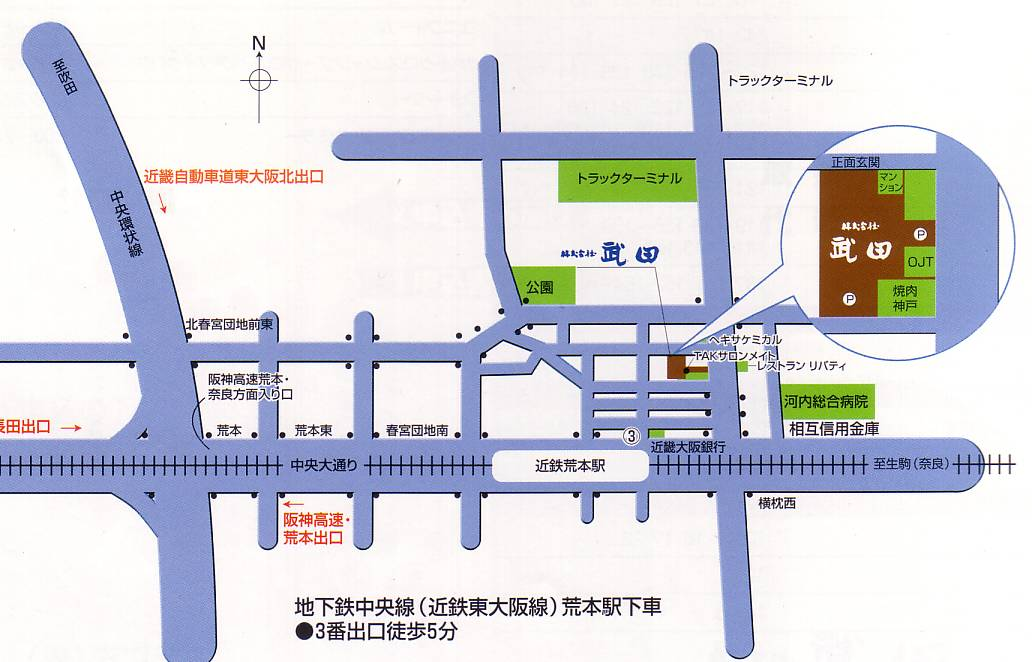 N
至吹田
トラックターミナル
近畿自動車道東大阪北出口
中央環状線
トラックターミナル
正面玄関
マン
ション
株式会社 武田
P
OJT
P
焼肉
神戸
株式会社 武田
公園
北春宮団地前東
ヘキサケミカル
TAKサロンメイト
レストラン リバティ
阪神高速荒本・
奈良方面入り口
河内総合病院
長田出口
荒本
荒本東
春宮団地南
3
相互信用金庫
近畿大阪銀行
中央大通り
近鉄荒本駅
至生駒(奈良)
横枕西
阪神高速・
荒本出口
地下鉄中央線(近鉄東大阪線)荒本駅下車
●3番出口徒歩5分